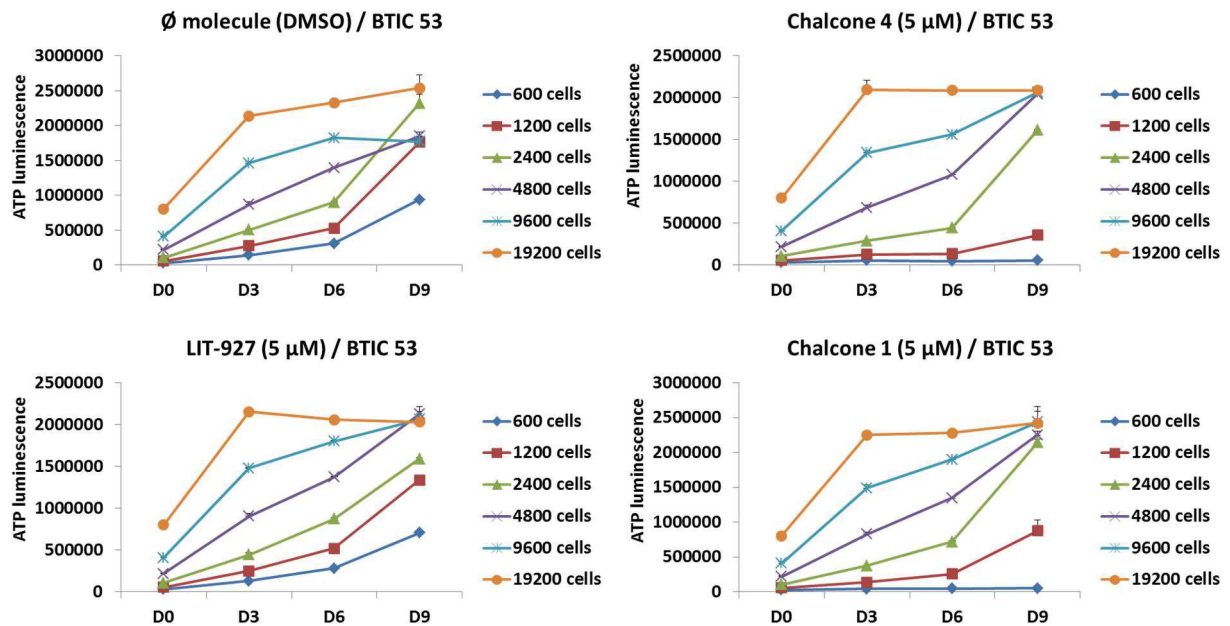 Ø molecule (DMSO) / BTIC 53
ATP luminescence
3000000
2500000
2000000
1500000
1000000
500000
0
D0 D3 D6 D9
600 cells
1200 cells
2400 cells
4800 cells
9600 cells
19200 cells
Chalcone 4 (5 µM) / BTIC 53
ATP luminescence
2500000
2000000
1500000
1000000
500000
0
D0 D3 D6 D9
600 cells
1200 cells
2400 cells
4800 cells
9600 cells
19200 cells
LIT-927 (5 µM) / BTIC 53
ATP luminescence
2500000
2000000
1500000
1000000
500000
0
D0 D3 D6 D9
600 cells
1200 cells
2400 cells
4800 cells
9600 cells
19200 cells
Chalcone 1 (5 µM) / BTIC 53
ATP luminescence
3000000
2500000
2000000
1500000
1000000
500000
0
D0 D3 D6 D9
600 cells
1200 cells
2400 cells
4800 cells
9600 cells
19200 cells